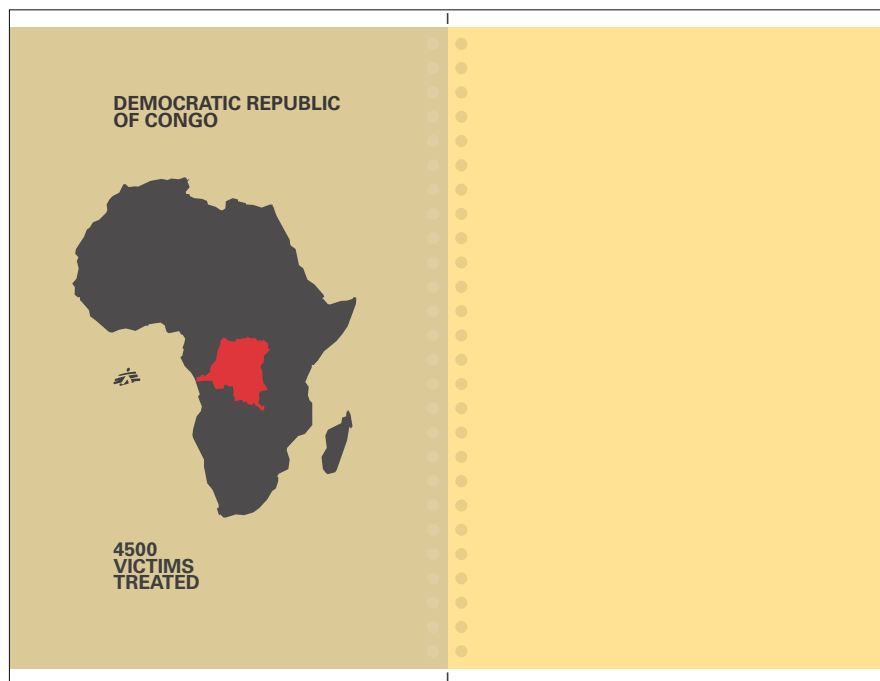 DEMOCRATIC REPUBLIC
OF CONGO
4500
VICTIMS
TREATED